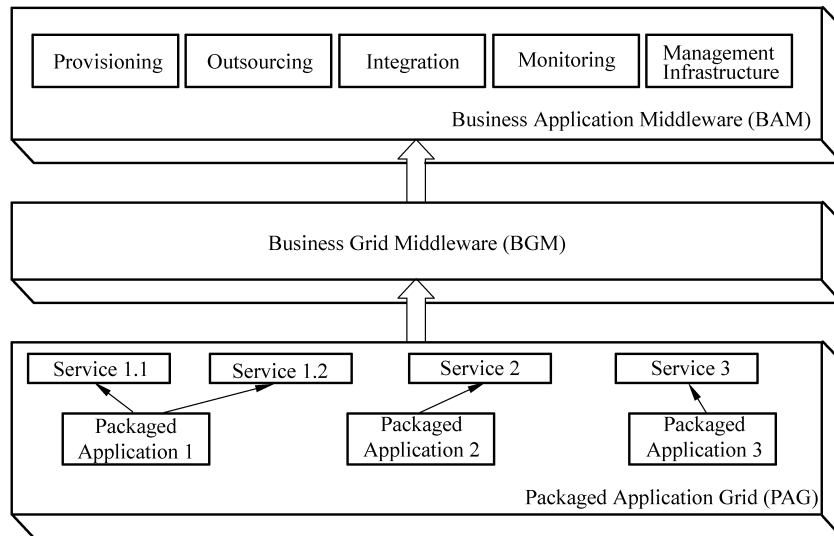 Provisioning
Outsourcing
Integration
Monitoring
Management
Infrastructure
Business Application Middleware (BAM)
Business Grid Middleware (BGM)
Service 1.1
Service 1.2
Service 2
Service 3
Packaged
Application 1
Packaged
Application 2
Packaged
Application 3
Packaged Application Grid (PAG)